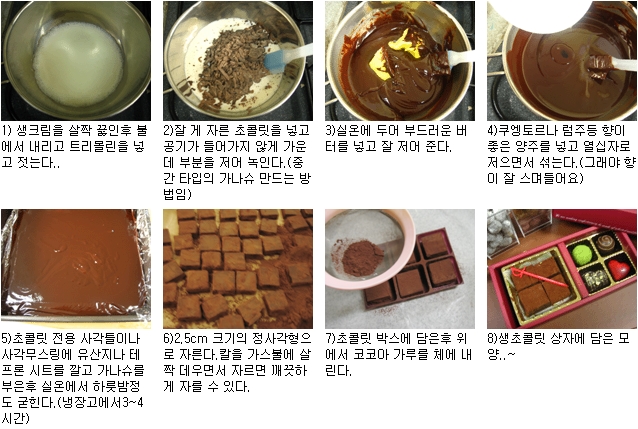 1) 생크림을 살짝 끓인후 불
에서 내리고 트리몰린을 넣
고 젓는다..
2)잘 게 자른 초콜릿을 넣고
공기가 들어가지 않게 가운
데 부분을 저어 녹인다.(중
간 타입의 가나슈 만드는 방
법임)
3)실온에 두어 부드러운 버
터를 넣고 잘 저어 준다.
4)쿠엥토르나 럼주등 향이
좋은 양주를 넣고 열십자로
저으면서 섞는다.(그래야 향
이 잘 스며들어요)
5)초콜릿 전용 사각틀이나
사각무스링에 유산지나 테
프론 시트를 깔고 가나슈를
부은후 실온에서 하룻밤정
도 굳힌다.(냉장고에서3~4
시간)
6)2,5cm 크기의 정사각형으
로 자른다.칼을 가스불에 살
짝 데우면서 자르면 깨끗하
게 자를 수 있다.
7)초콜릿 박스에 담은후 위
에서 코코아 가루를 체에 내
린다.
8)생초콜릿 상자에 담은 모
양..~